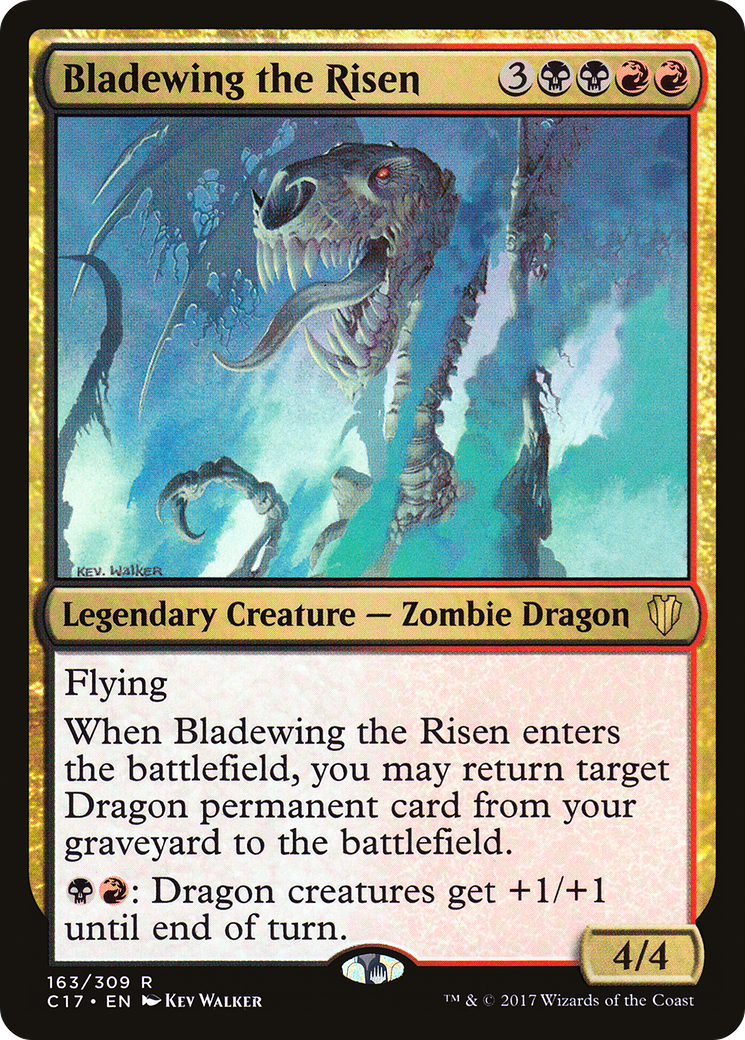 Bladewing the Risen 3
KEV. WALKER
Legendary Creature — Zombie Dragon
Flying
When Bladewing the Risen enters
the battlefield, you may return target
Dragon permanent card from your
graveyard to the battlefield.
: Dragon creatures get +1/+1
until end of turn.
4/4
163/309 R
C17 • EN Kev Walker
™ & © 2017 Wizards of the Coast